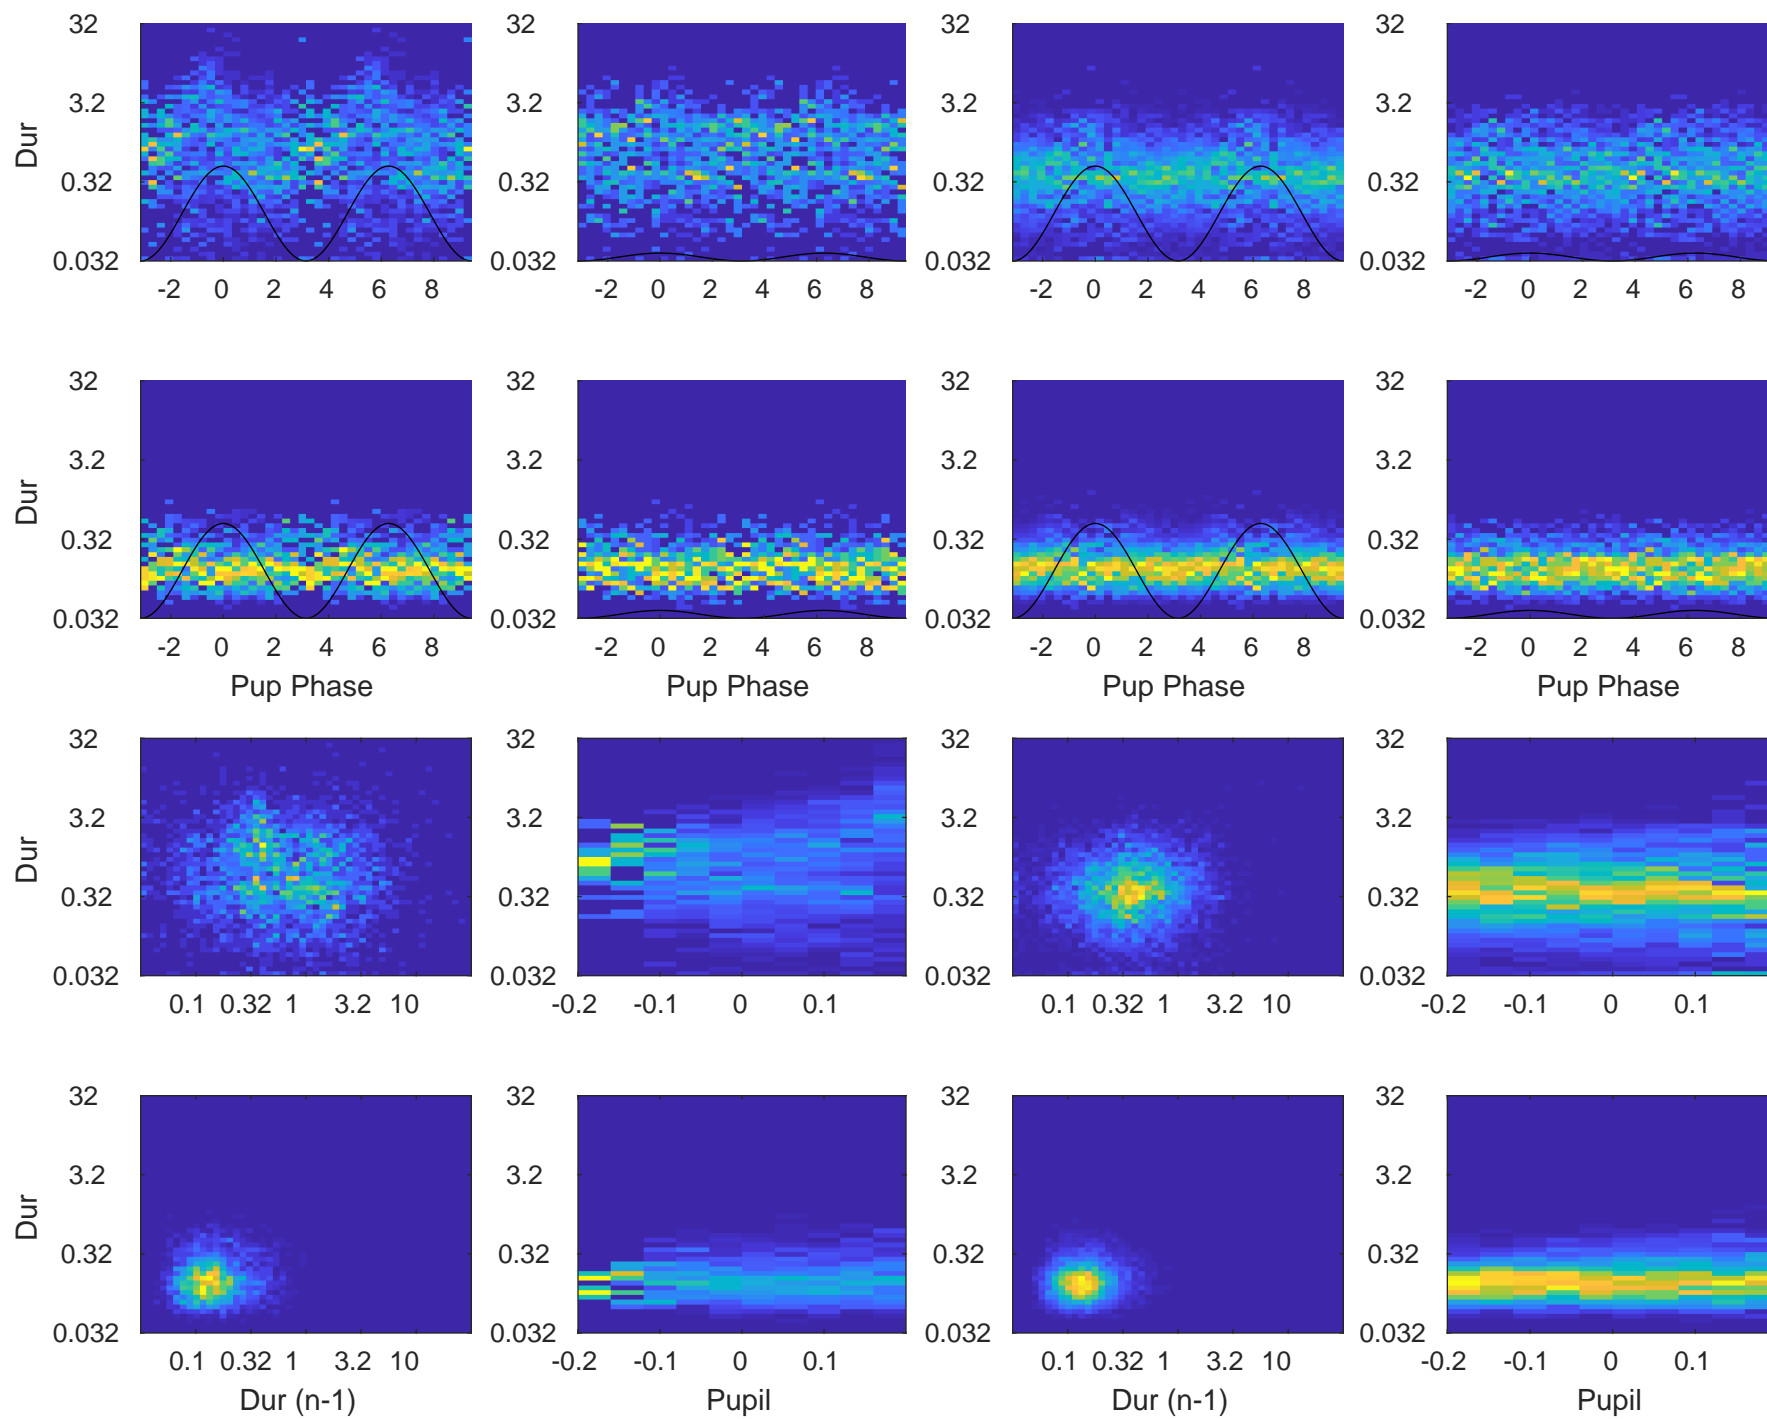 32 32 32 32
3.2 3.2 3.2 3.2
Dur
0.32 0.32 0.32 0.32
0.032 0.032 0.032 0.032
-2 0 2 4 6 8 -2 0 2 4 6 8 -2 0 2 4 6 8 -2 0 2 4 6 8
32 32 32 32
3.2 3.2 3.2 3.2
Dur
0.32 0.32 0.32 0.32
0.032 0.032 0.032 0.032
-2 0 2 4 6 8 -2 0 2 4 6 8 -2 0 2 4 6 8 -2 0 2 4 6 8
Pup Phase Pup Phase Pup Phase Pup Phase
32 32 32 32
3.2 3.2 3.2 3.2
Dur
0.32 0.32 0.32 0.32
0.032 0.032 0.032 0.032
0.1 0.32 1 3.2 10 -0.2 -0.1 0 0.1 0.1 0.32 1 3.2 10 -0.2 -0.1 0 0.1
32 32 32 32
3.2 3.2 3.2 3.2
Dur
0.32 0.32 0.32 0.32
0.032 0.032 0.032 0.032
0.1 0.32 1 3.2 10 -0.2 -0.1 0 0.1 0.1 0.32 1 3.2 10 -0.2 -0.1 0 0.1
Dur (n-1) Pupil Dur (n-1) Pupil